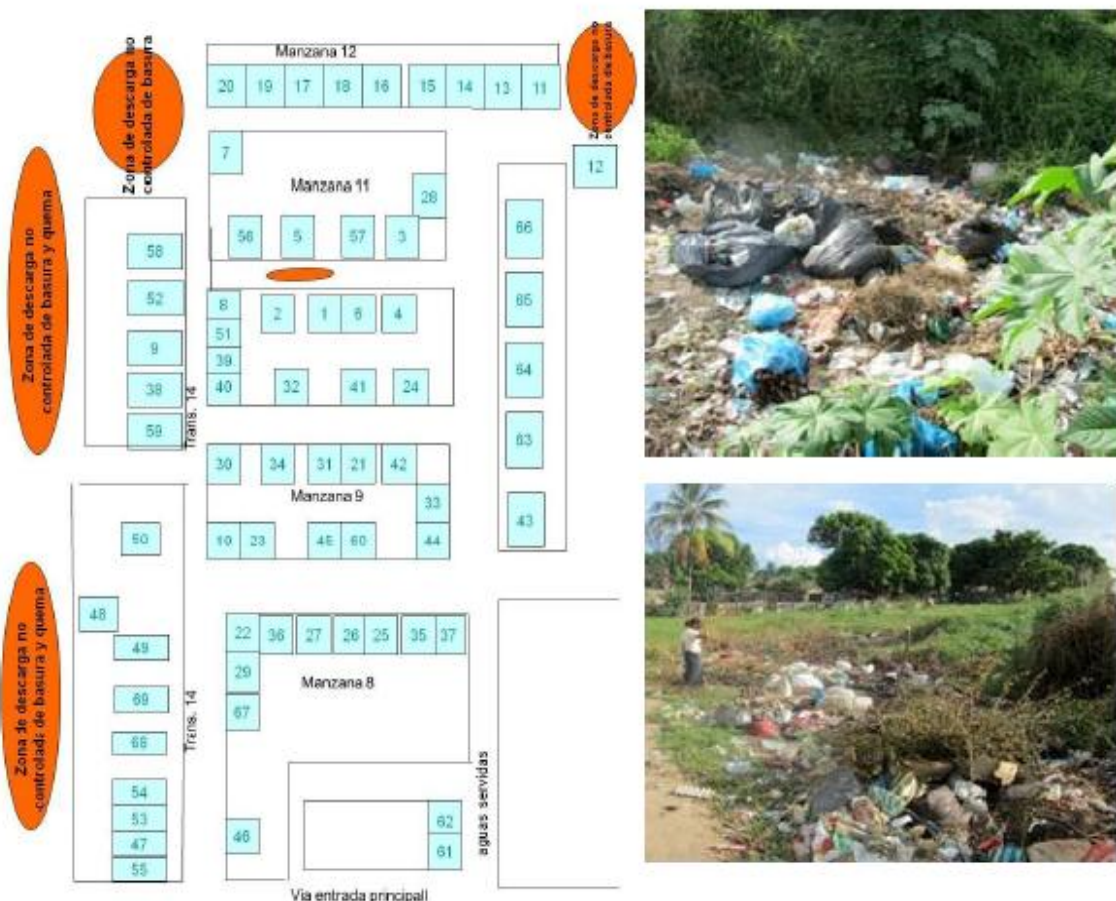 Zona de descarga no
controlada de basura
Manzana 12
20 19 17 18 16 15 14 13 11
Zona de descarga no
controlada de basura
12
7
Manzana 11
28
56 5 57 3
Zona de descarga no
controlada de basura y quema
58
52
9
38
59
Trans. 14
8 2 1 6 4
51
39
40 32 41 24
66
65
64
63
43
30 34 31 21 42
Manzana 9
33
23 60 44
48
49
69
54
53
47
55
Trans. 14
Zona de descarga no
controlada de basura y quema
22 36 27 26 25 35 37
29
Manzana 8
67
46
62
61
aguas servidas
Via entrada principall